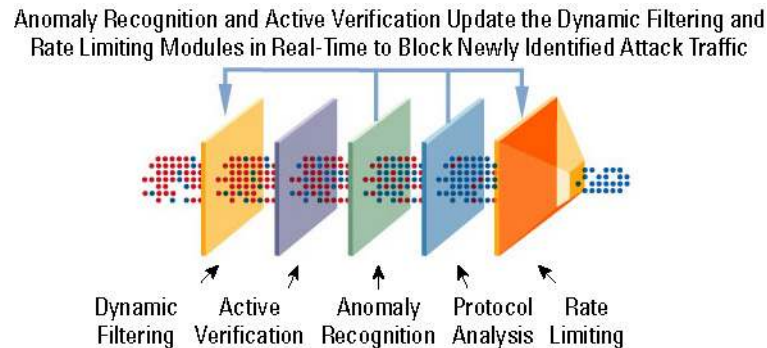 Anomaly Recognition and Active Verification Update the Dynamic Filtering and
Rate Limiting Modules in Real-Time to Block Newly Identified Attack Traffic
Dynamic Filtering
Active Verification
Anomaly Recognition
Protocol Analysis
Rate Limiting